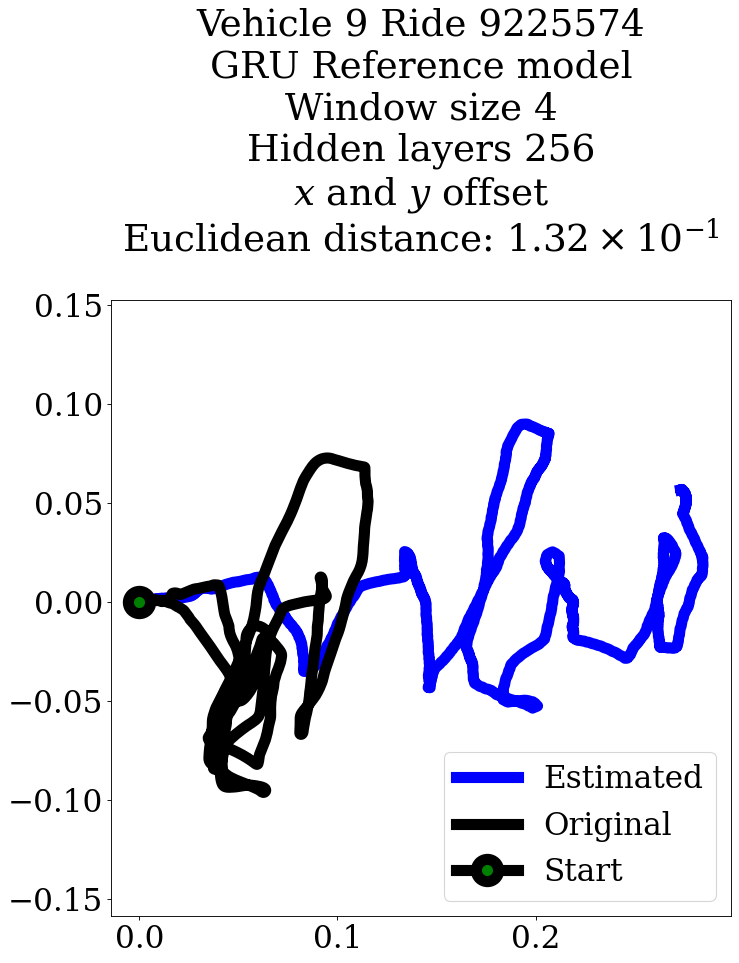 Vehicle 9 Ride 9225574
GRU Reference model
Window size 4
Hidden layers 256
x and y offset
Euclidean distance: 1.32 × 10⁻¹
0.15
0.10
0.05
0.00
−0.05
−0.10
−0.15
0.0 0.1 0.2
Estimated
Original
Start